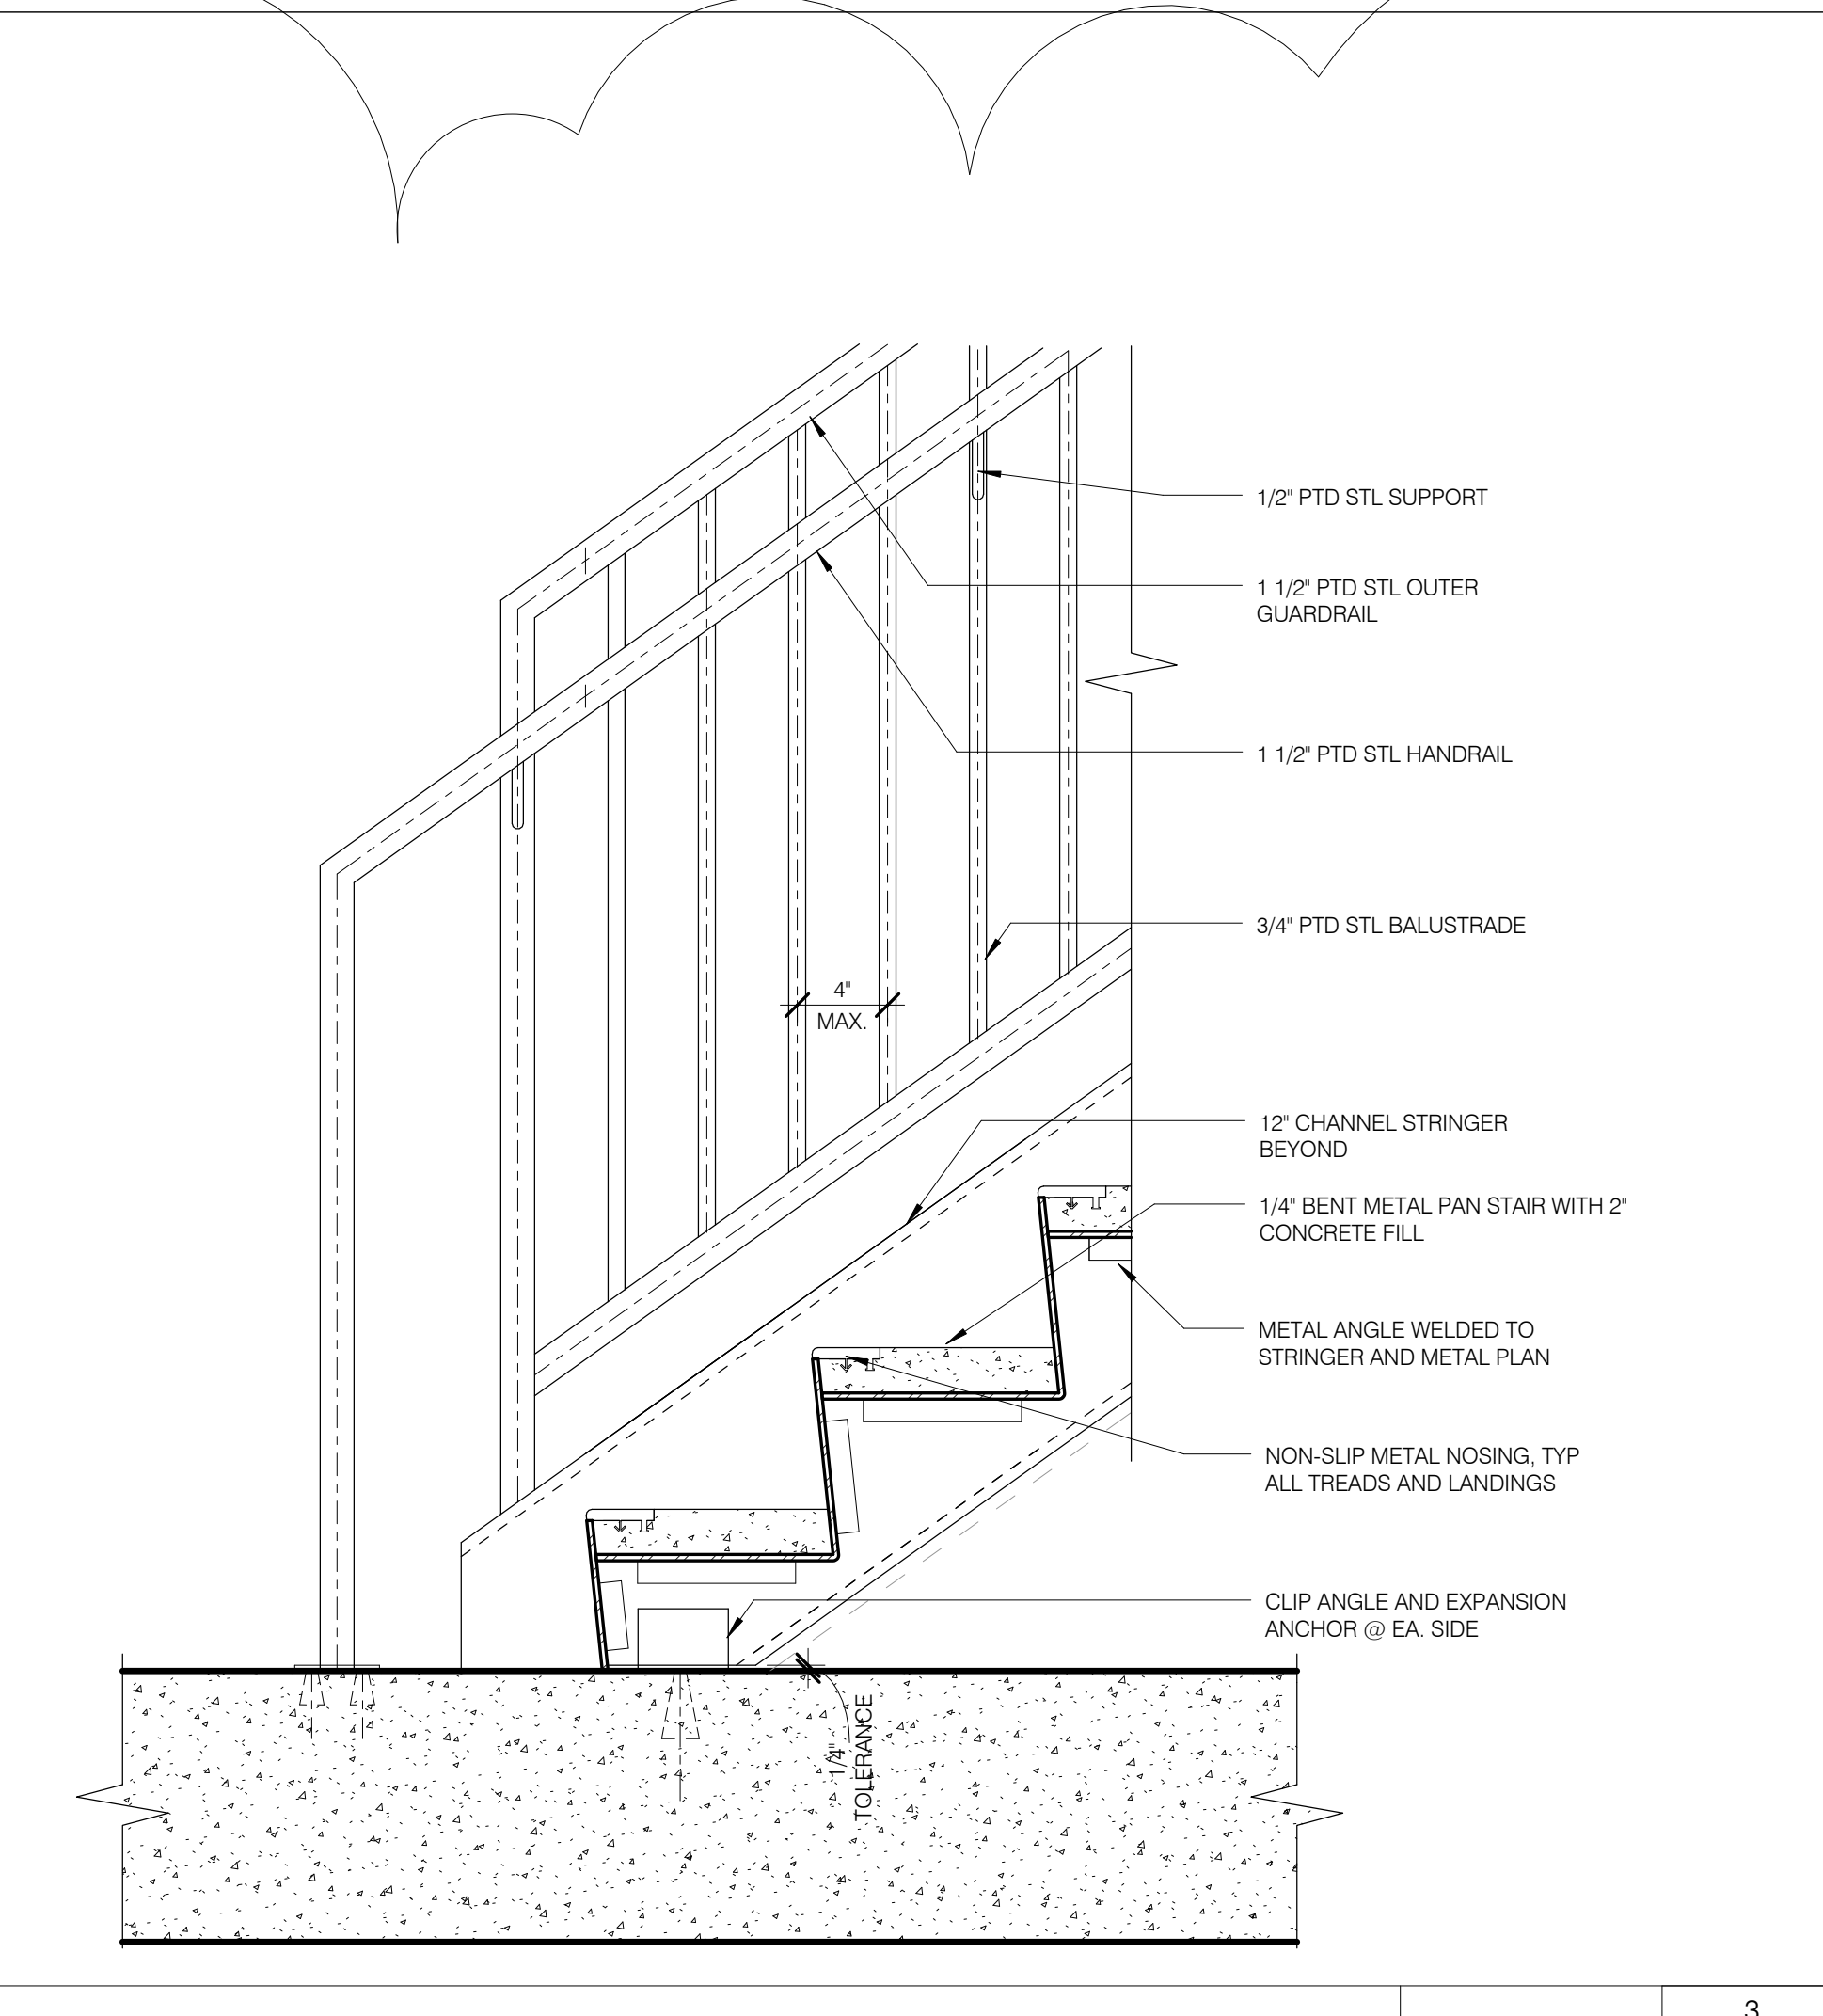 1/2" PTD STL SUPPORT
1 1/2" PTD STL OUTER
GUARDRAIL
1 1/2" PTD STL HANDRAIL
3/4" PTD STL BALUSTRADE
4"
MAX.
12" CHANNEL STRINGER
BEYOND
1/4" BENT METAL PAN STAIR WITH 2"
CONCRETE FILL
METAL ANGLE WELDED TO
STRINGER AND METAL PLAN
NON-SLIP METAL NOSING, TYP
ALL TREADS AND LANDINGS
CLIP ANGLE AND EXPANSION
ANCHOR @ EA. SIDE
1/4"
TOLERANCE
3